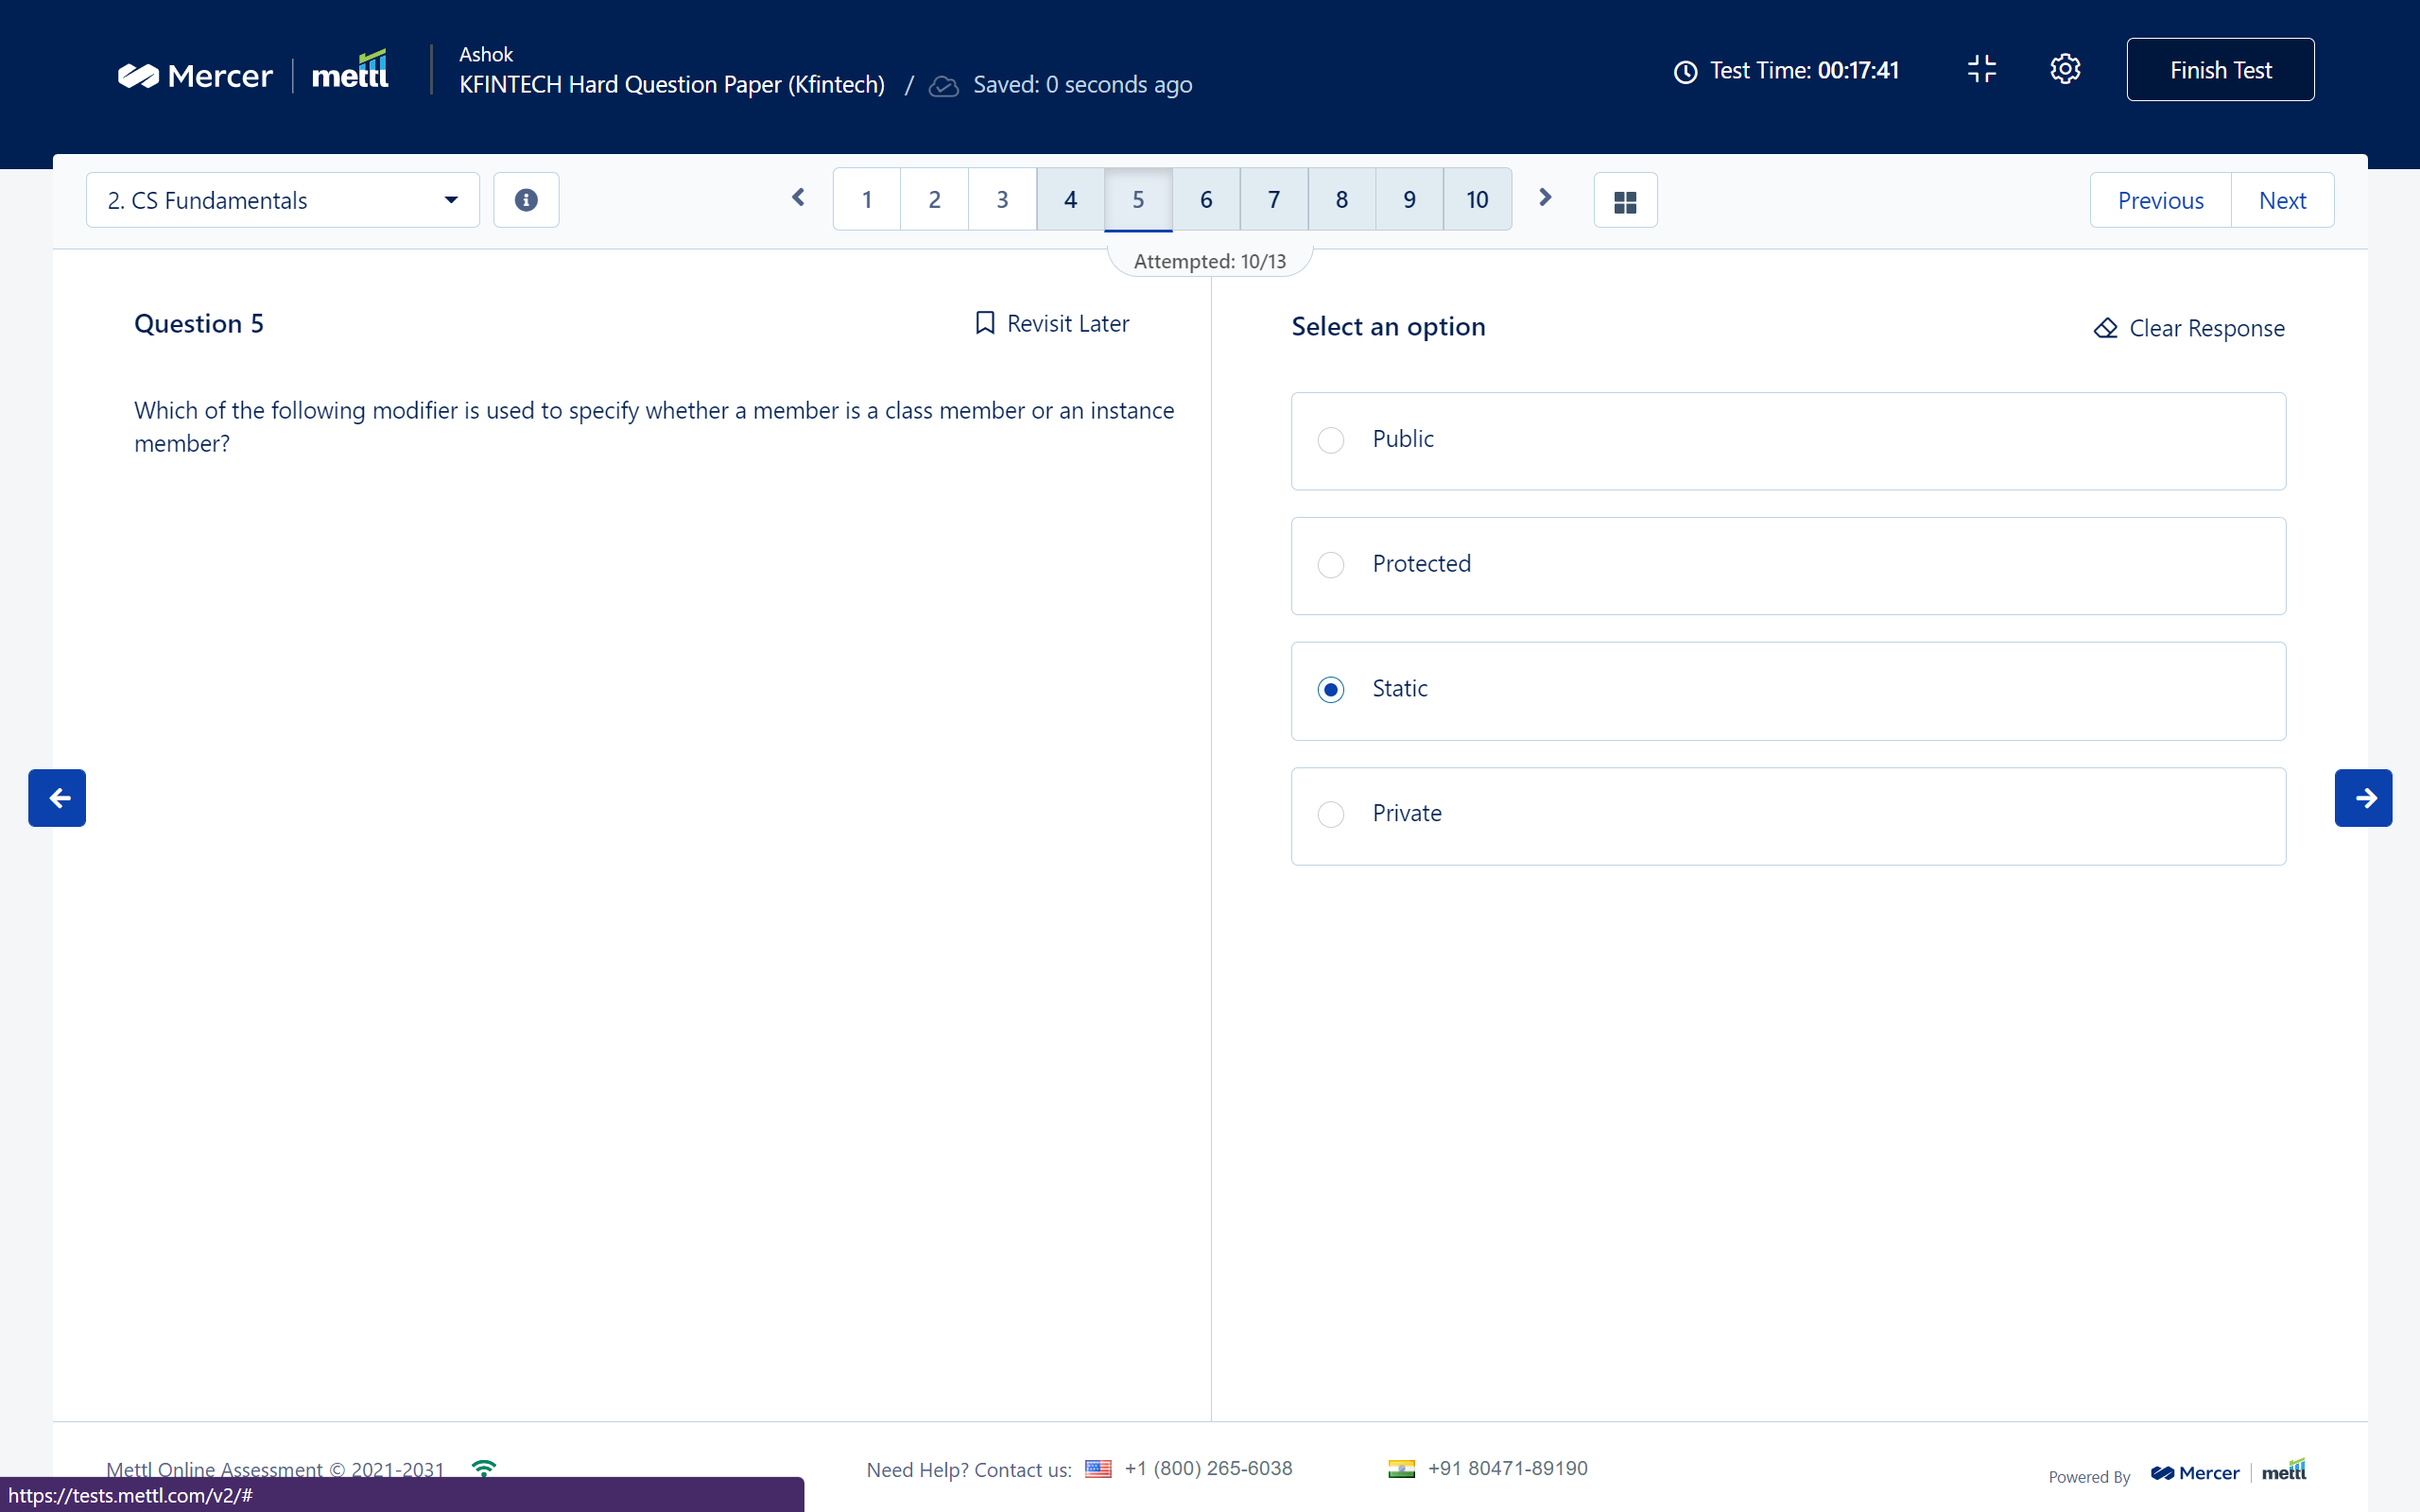 Mercer | mettl
Ashok
KFINTECH Hard Question Paper (Kfintech) / Saved: 0 seconds ago
Test Time: 00:17:41
Finish Test
2. CS Fundamentals
1 2 3 4 5 6 7 8 9 10
Previous Next
Attempted: 10/13
Question 5
Revisit Later
Which of the following modifier is used to specify whether a member is a class member or an instance
member?
Select an option
Clear Response
Public
Protected
Static
Private
Mettl Online Assessment © 2021-2031
Need Help? Contact us: +1 (800) 265-6038 +91 80471-89190
Powered By Mercer | mettl
https://tests.mettl.com/v2/#